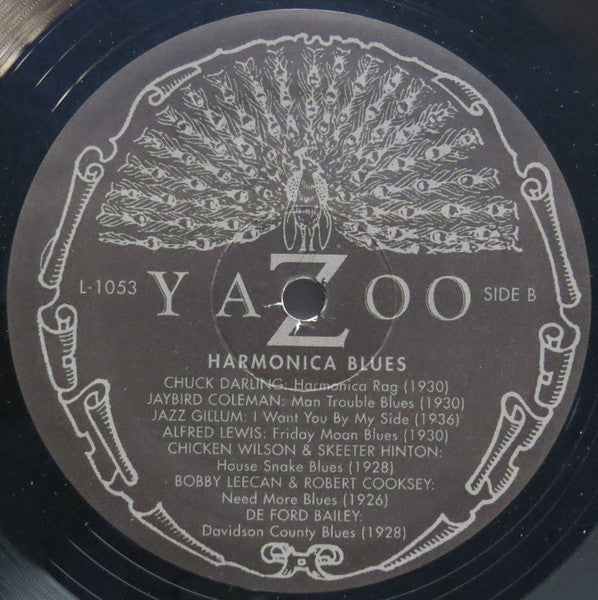 L-1053 YAZOO SIDE B
HARMONICA BLUES
CHUCK DARLING: Harmonica Rag (1930)
JAYBIRD COLEMAN: Man Trouble Blues (1930)
JAZZ GILLUM: I Want You By My Side (1936)
ALFRED LEWIS: Friday Moan Blues (1930)
CHICKEN WILSON & SKEETER HINTON:
House Snake Blues (1928)
BOBBY LEECAN & ROBERT COOKSEY:
Need More Blues (1926)
DE FORD BAILEY:
Davidson County Blues (1928)